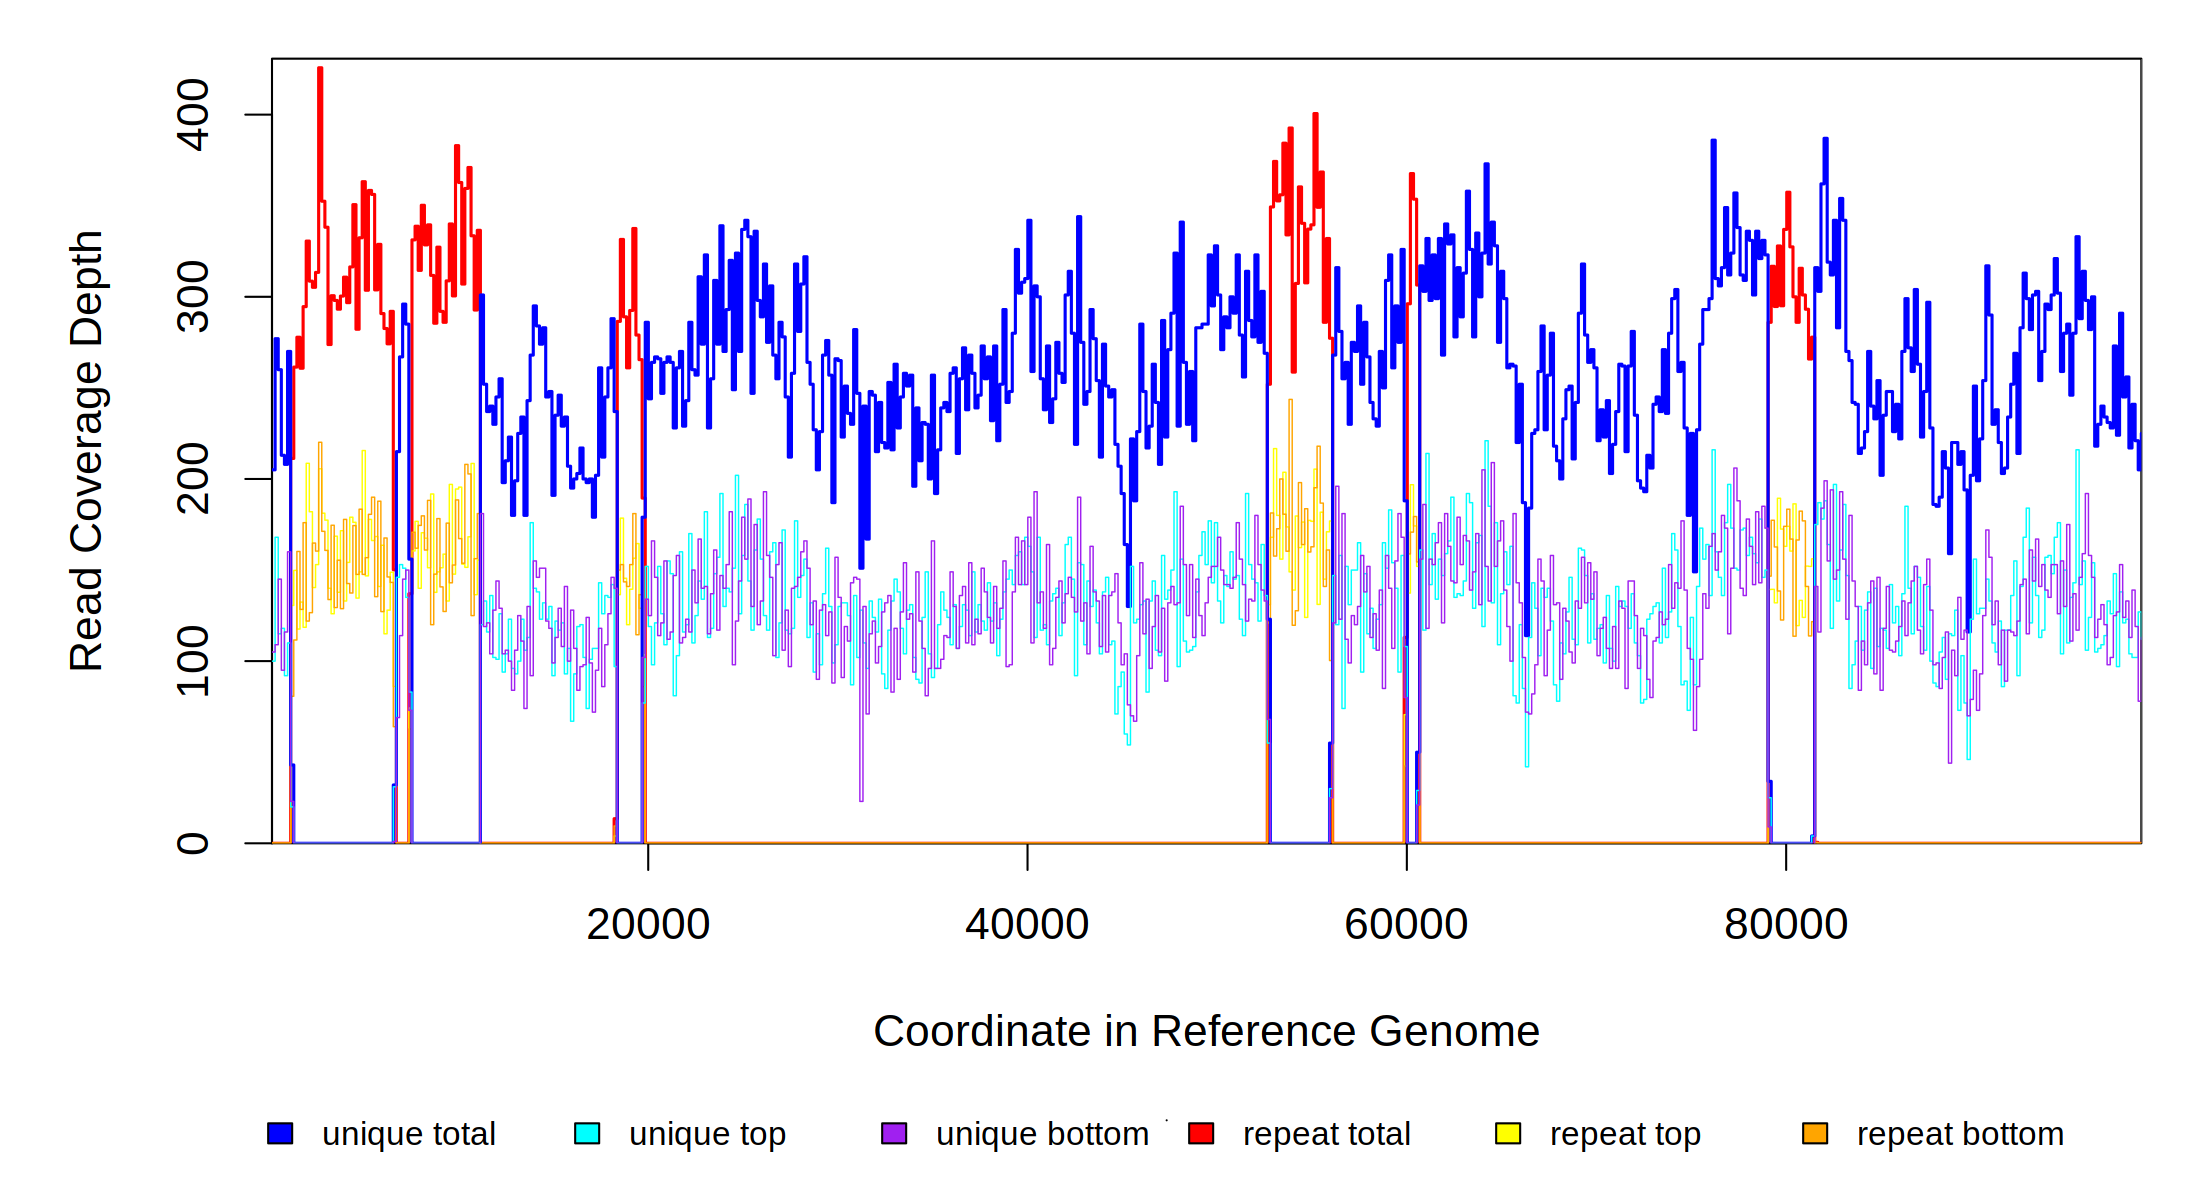 Read Coverage Depth
400
300
200
100
0
20000 40000 60000 80000
Coordinate in Reference Genome
unique total unique top unique bottom repeat total repeat top repeat bottom